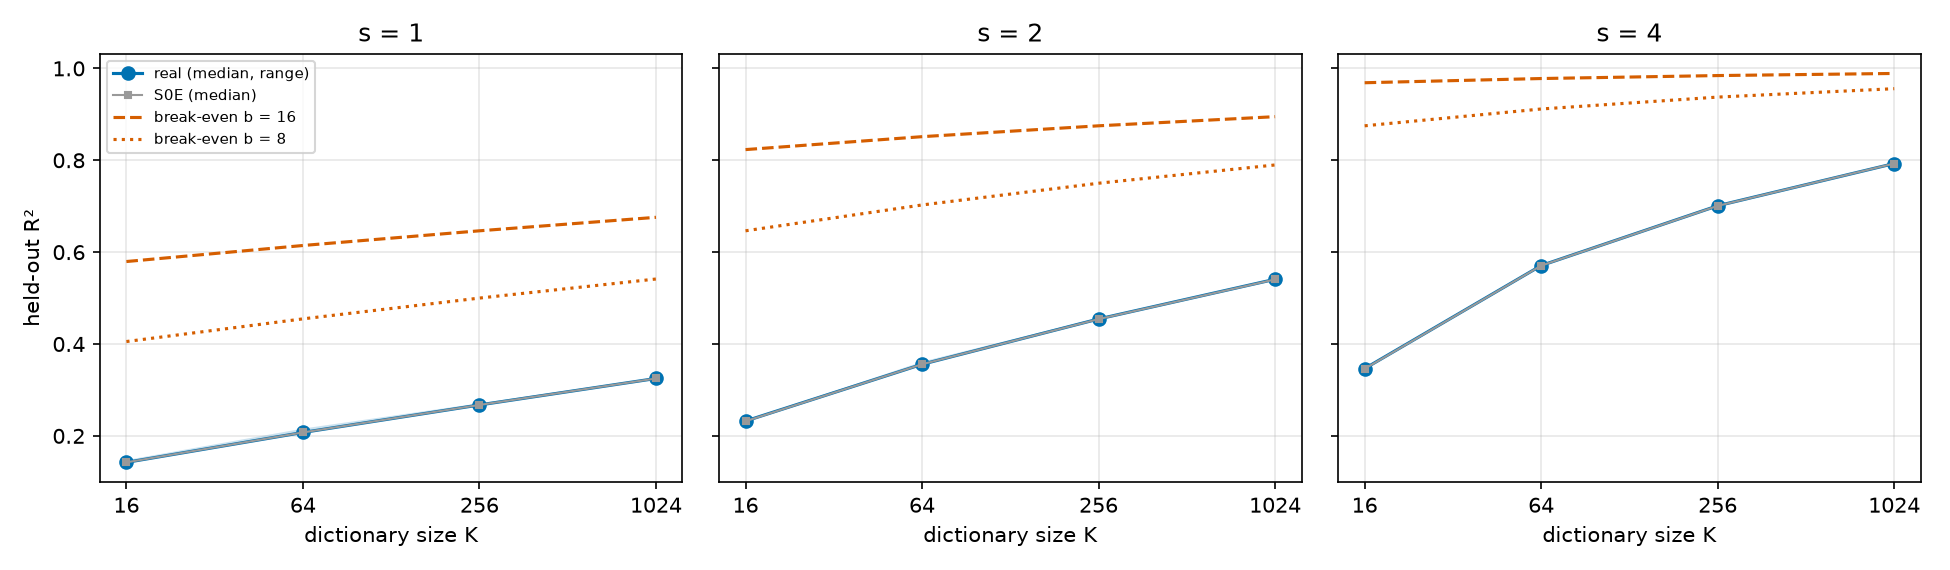 s = 1
s = 2
s = 4
held-out R²
1.0
0.8
0.6
0.4
0.2
real (median, range)
S0E (median)
break-even b = 16
break-even b = 8
16 64 256 1024
16 64 256 1024
16 64 256 1024
dictionary size K
dictionary size K
dictionary size K